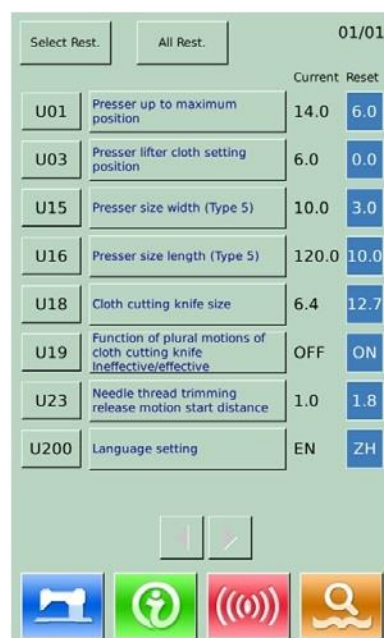 Select Rest. All Rest. 01/01
Current Reset
U01 Presser up to maximum position 14.0 6.0
U03 Presser lifter cloth setting position 6.0 0.0
U15 Presser size width (Type 5) 10.0 3.0
U16 Presser size length (Type 5) 120.0 10.0
U18 Cloth cutting knife size 6.4 12.7
U19 Function of plural motions of cloth cutting knife Ineffective/effective OFF ON
U23 Needle thread trimming release motion start distance 1.0 1.8
U200 Language setting EN ZH